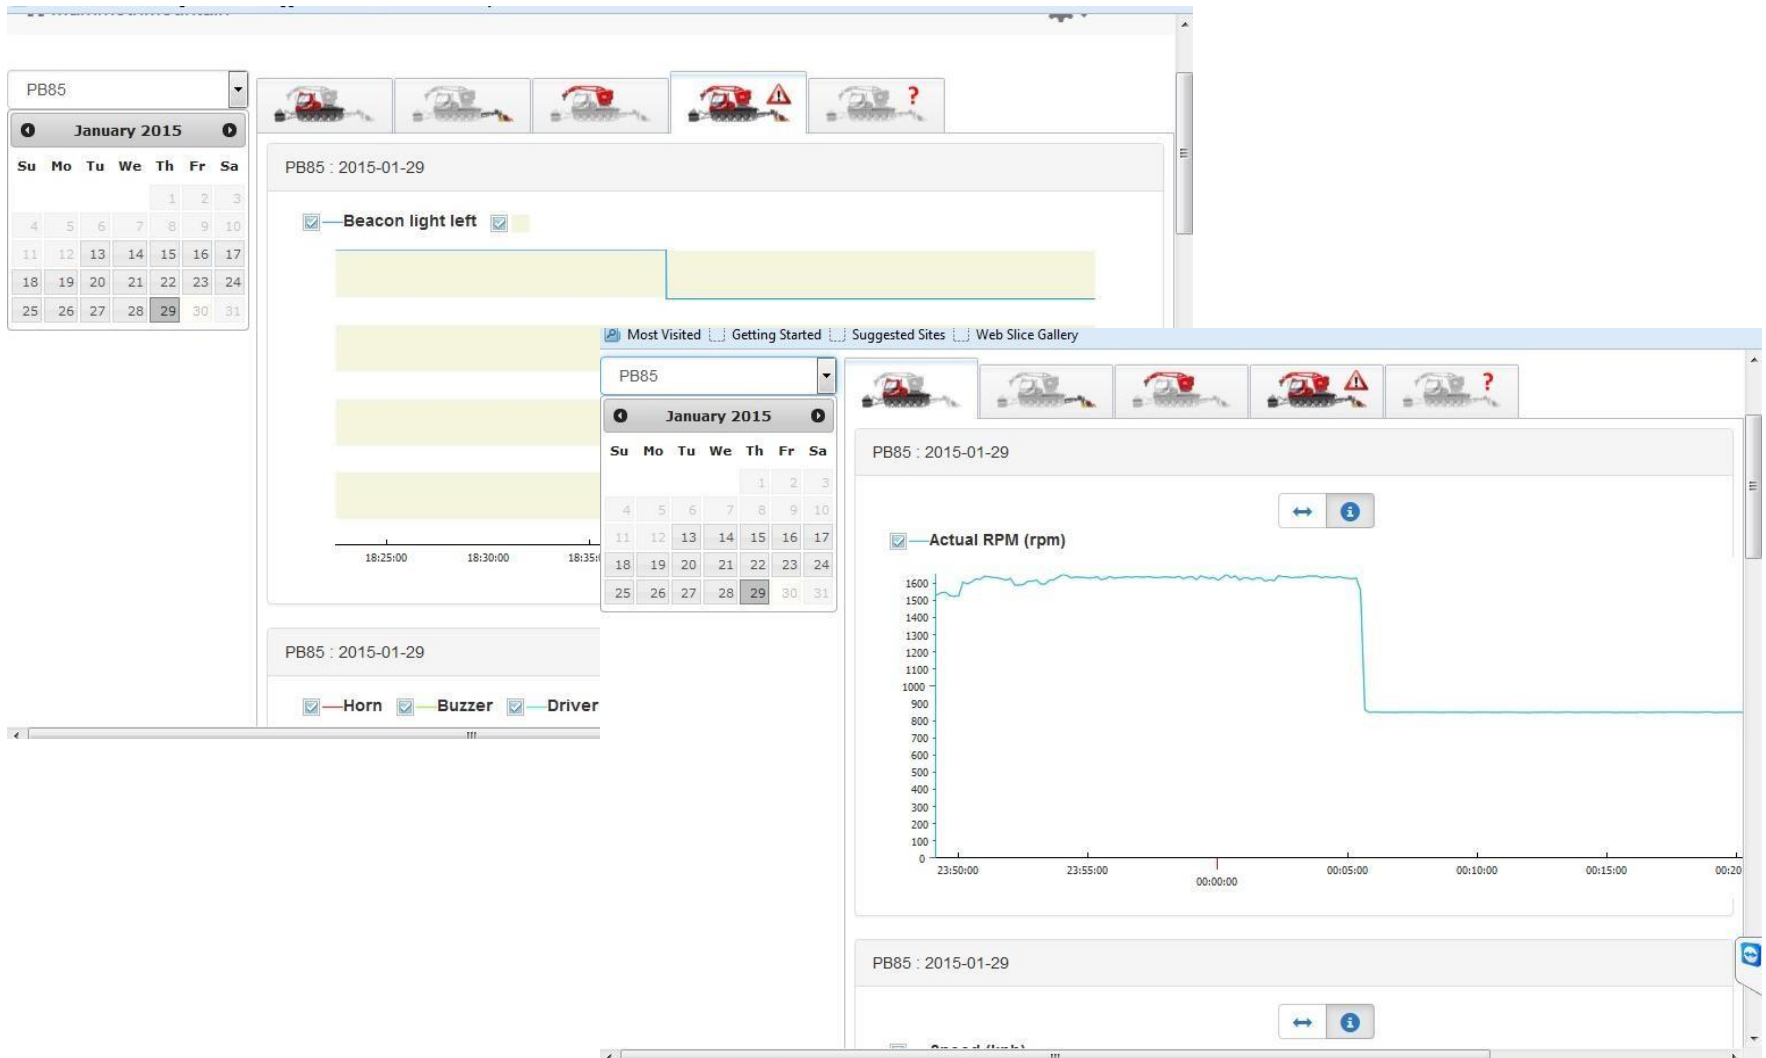 PB85
January 2015
Su Mo Tu We Th Fr Sa
1 2 3
4 5 6 7 8 9 10
11 12 13 14 15 16 17
18 19 20 21 22 23 24
25 26 27 28 29 30 31
?
PB85 : 2015-01-29
Beacon light left
18:25:00 18:30:00
PB85 : 2015-01-29
Horn Buzzer Driver
Most Visited Getting Started Suggested Sites Web Slice Gallery
PB85
January 2015
Su Mo Tu We Th Fr Sa
1 2 3
4 5 6 7 8 9 10
11 12 13 14 15 16 17
18 19 20 21 22 23 24
25 26 27 28 29 30 31
?
PB85 : 2015-01-29
Actual RPM (rpm)
1600
1500
1400
1300
1200
1100
1000
900
800
700
600
500
400
300
200
100
0
23:50:00 23:55:00 00:00:00 00:05:00 00:10:00 00:15:00 00:20
PB85 : 2015-01-29